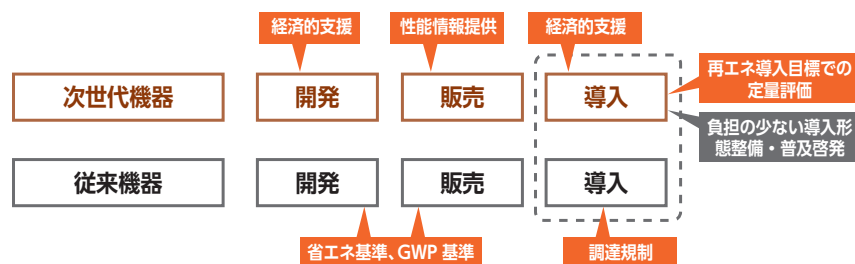 経済的支援
性能情報提供
経済的支援
次世代機器
開発
販売
導入
再エネ導入目標での
定量評価
負担の少ない導入形
態整備・普及啓発
従来機器
開発
販売
導入
省エネ基準、GWP 基準
調達規制